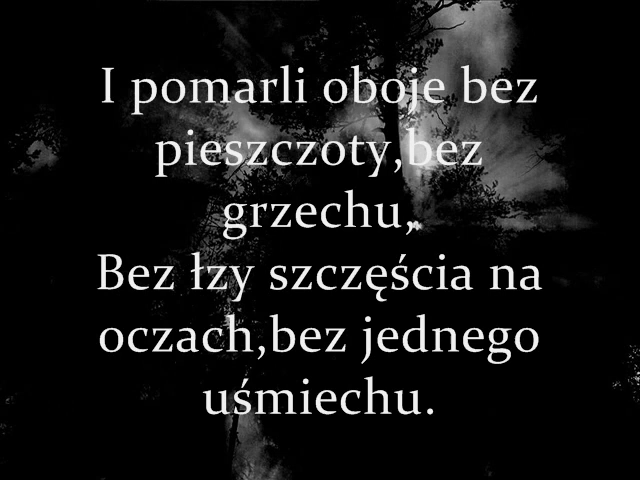 I pomarli oboje bez
pieszczoty,bez
grzechu,
Bez łzy szczęścia na
oczach,bez jednego
uśmiechu.